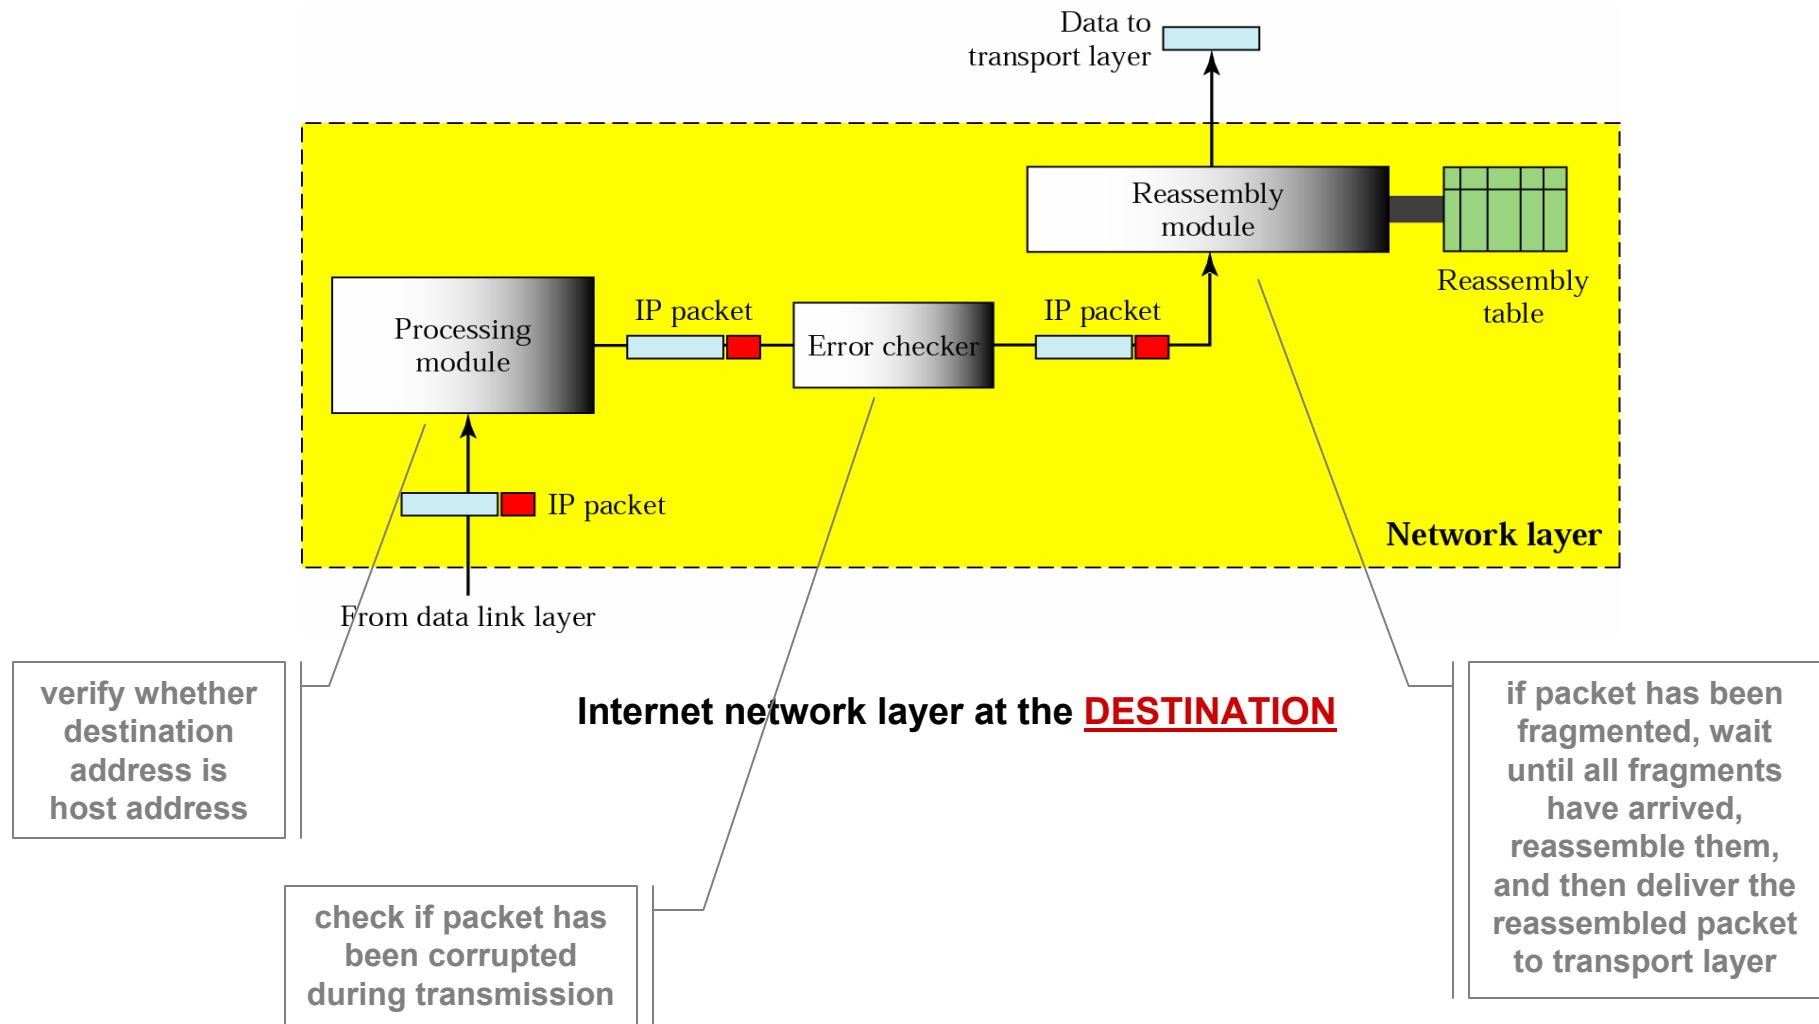 Data to
transport layer
Reassembly
module
Reassembly
table
Processing
module
IP packet
Error checker
IP packet
IP packet
Network layer
From data link layer
verify whether
destination
address is
host address
Internet network layer at the DESTINATION
if packet has been
fragmented, wait
until all fragments
have arrived,
reassemble them,
and then deliver the
reassembled packet
to transport layer
check if packet has
been corrupted
during transmission